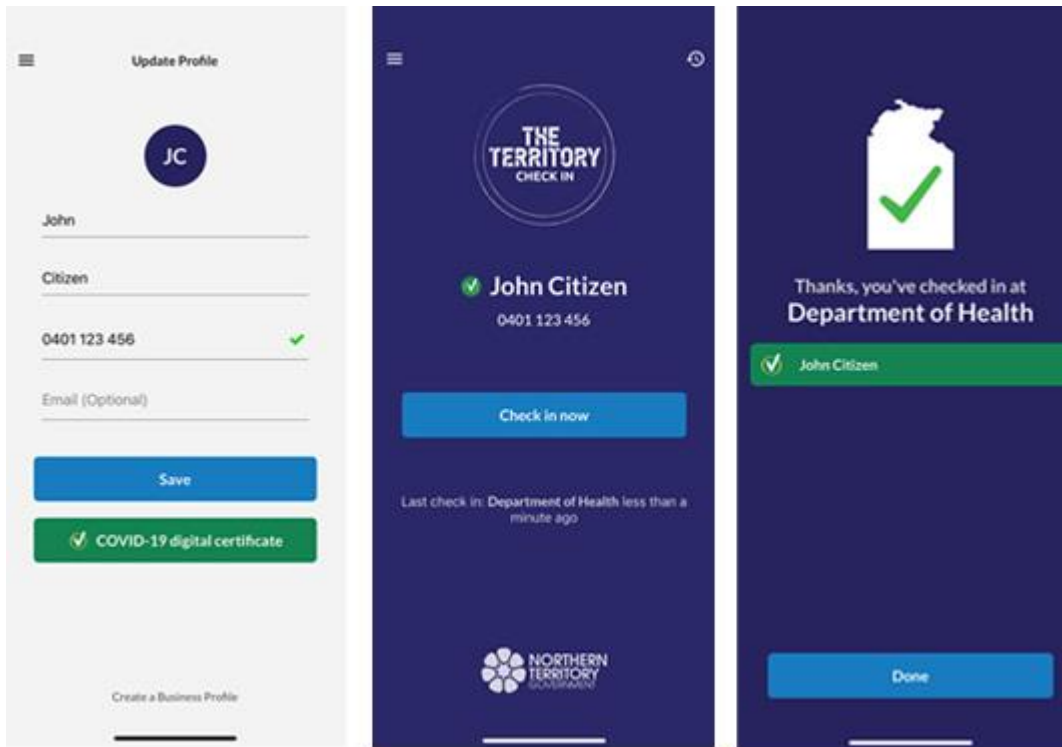 Update Profile
JC
John
Citizen
0401 123 456
Email (Optional)
Save
COVID-19 digital certificate
Create a Business Profile
THE
TERRITORY
CHECK IN
John Citizen
0401 123 456
Check in now
Last check in: Department of Health less than a
minute ago
NORTHERN
TERRITORY
GOVERNMENT
Thanks, you've checked in at
Department of Health
John Citizen
Done